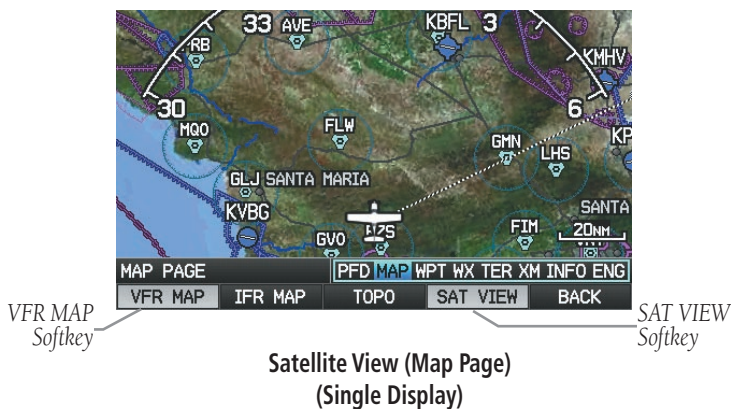 33 AVE KBFL 3
RB
KMHV
30
6
MQO
FLW
GMN
LHS
KP
GLJ SANTA MARIA
KVBG
SANTA
GVO
FIM
20NM
MAP PAGE PFD MAP WPT WX TER XM INFO ENG
VFR MAP IFR MAP TOPO SAT VIEW BACK
VFR MAP
Softkey
SAT VIEW
Softkey
Satellite View (Map Page)
(Single Display)